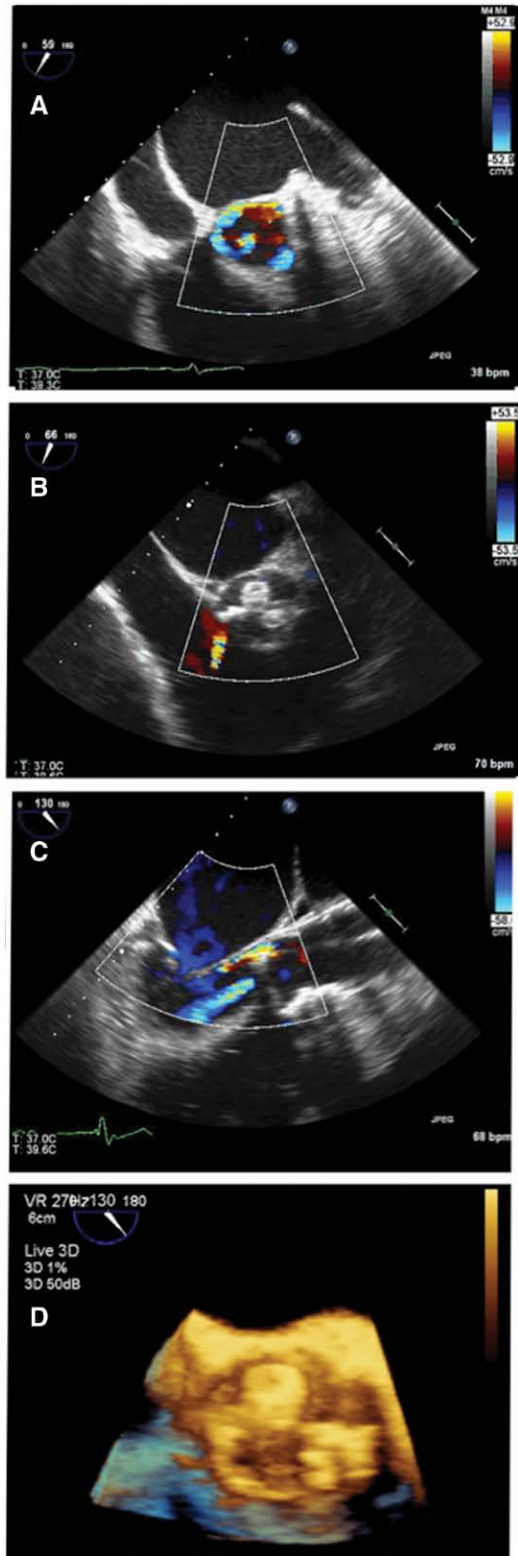 M4 M4
0 59 180
+52.9
A
-52.9
cm/s
JPEG
T: 37.0C
T: 39.3C
38 bpm
0 66 180
+53.5
B
-53.5
cm/s
JPEG
T: 37.0C
T: 38.6C
70 bpm
0 130 180
C
cm/
JPEG
T: 37.0C
T: 39.6C
68 bpm
130 180
6cm
Live 3D
3D 1%
3D 50dB
D